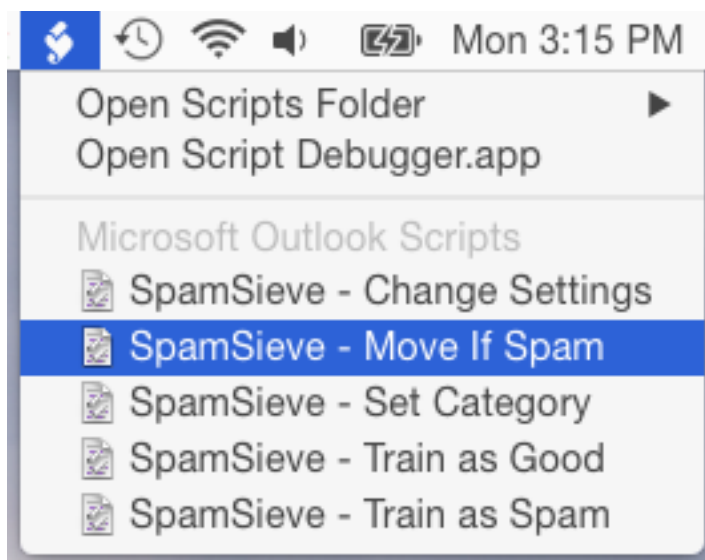 Mon 3:15 PM
Open Scripts Folder
Open Script Debugger.app
Microsoft Outlook Scripts
SpamSieve - Change Settings
SpamSieve - Move If Spam
SpamSieve - Set Category
SpamSieve - Train as Good
SpamSieve - Train as Spam